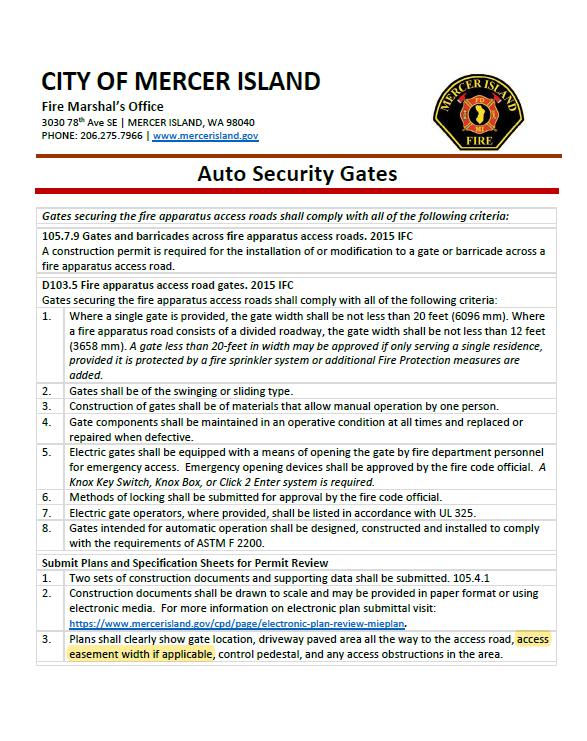 CITY OF MERCER ISLAND
Fire Marshal's Office
3030 78th Ave SE | MERCER ISLAND, WA 98040
PHONE: 206.275.7966 | www.mercerisland.gov
MERCER ISLAND
FD
MI
FIRE
Auto Security Gates
Gates securing the fire apparatus access roads shall comply with all of the following criteria:
105.7.9 Gates and barricades across fire apparatus access roads. 2015 IFC
A construction permit is required for the installation of or modification to a gate or barricade across a
fire apparatus access road.
D103.5 Fire apparatus access road gates. 2015 IFC
Gates securing the fire apparatus access roads shall comply with all of the following criteria:
1. Where a single gate is provided, the gate width shall be not less than 20 feet (6096 mm). Where
a fire apparatus road consists of a divided roadway, the gate width shall be not less than 12 feet
(3658 mm). A gate less than 20-feet in width may be approved if only serving a single residence,
provided it is protected by a fire sprinkler system or additional Fire Protection measures are
added.
2. Gates shall be of the swinging or sliding type.
3. Construction of gates shall be of materials that allow manual operation by one person.
4. Gate components shall be maintained in an operative condition at all times and replaced or
repaired when defective.
5. Electric gates shall be equipped with a means of opening the gate by fire department personnel
for emergency access. Emergency opening devices shall be approved by the fire code official. A
Knox Key Switch, Knox Box, or Click 2 Enter system is required.
6. Methods of locking shall be submitted for approval by the fire code official.
7. Electric gate operators, where provided, shall be listed in accordance with UL 325.
8. Gates intended for automatic operation shall be designed, constructed and installed to comply
with the requirements of ASTM F 2200.
Submit Plans and Specification Sheets for Permit Review
1. Two sets of construction documents and supporting data shall be submitted. 105.4.1
2. Construction documents shall be drawn to scale and may be provided in paper format or using
electronic media. For more information on electronic plan submittal visit:
https://www.mercerisland.gov/cpd/page/electronic-plan-review-mieplan.
3. Plans shall clearly show gate location, driveway paved area all the way to the access road, access
easement width if applicable, control pedestal, and any access obstructions in the area.